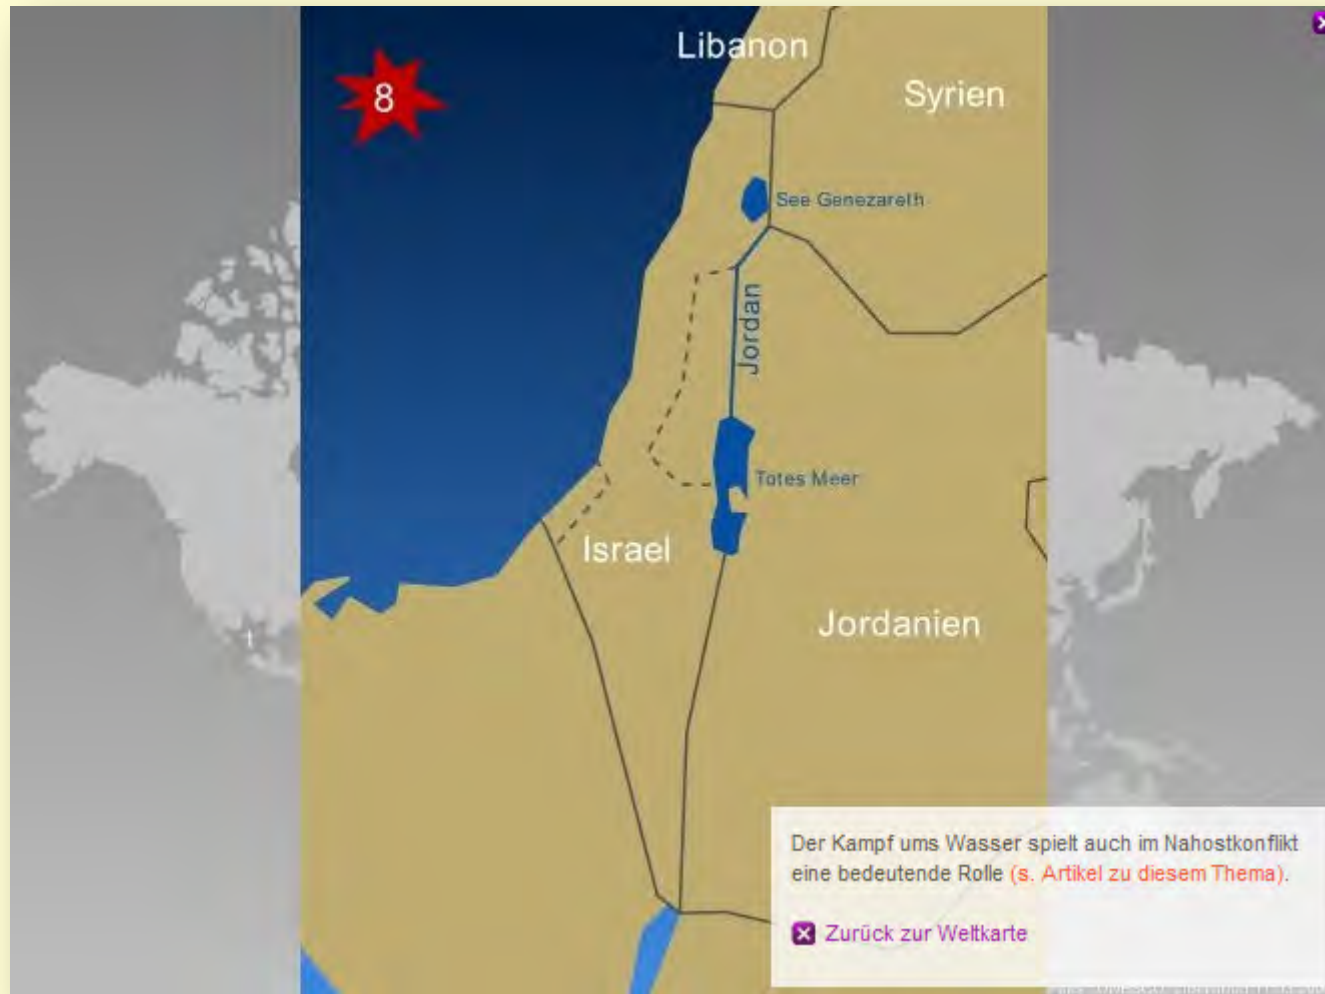 Libanon
8
Syrien
See Genezareth
Jordan
Totes Meer
Israel
Jordanien
1
Der Kampf ums Wasser spielt auch im Nahostkonflikt
eine bedeutende Rolle (s. Artikel zu diesem Thema).
Zurück zur Weltkarte